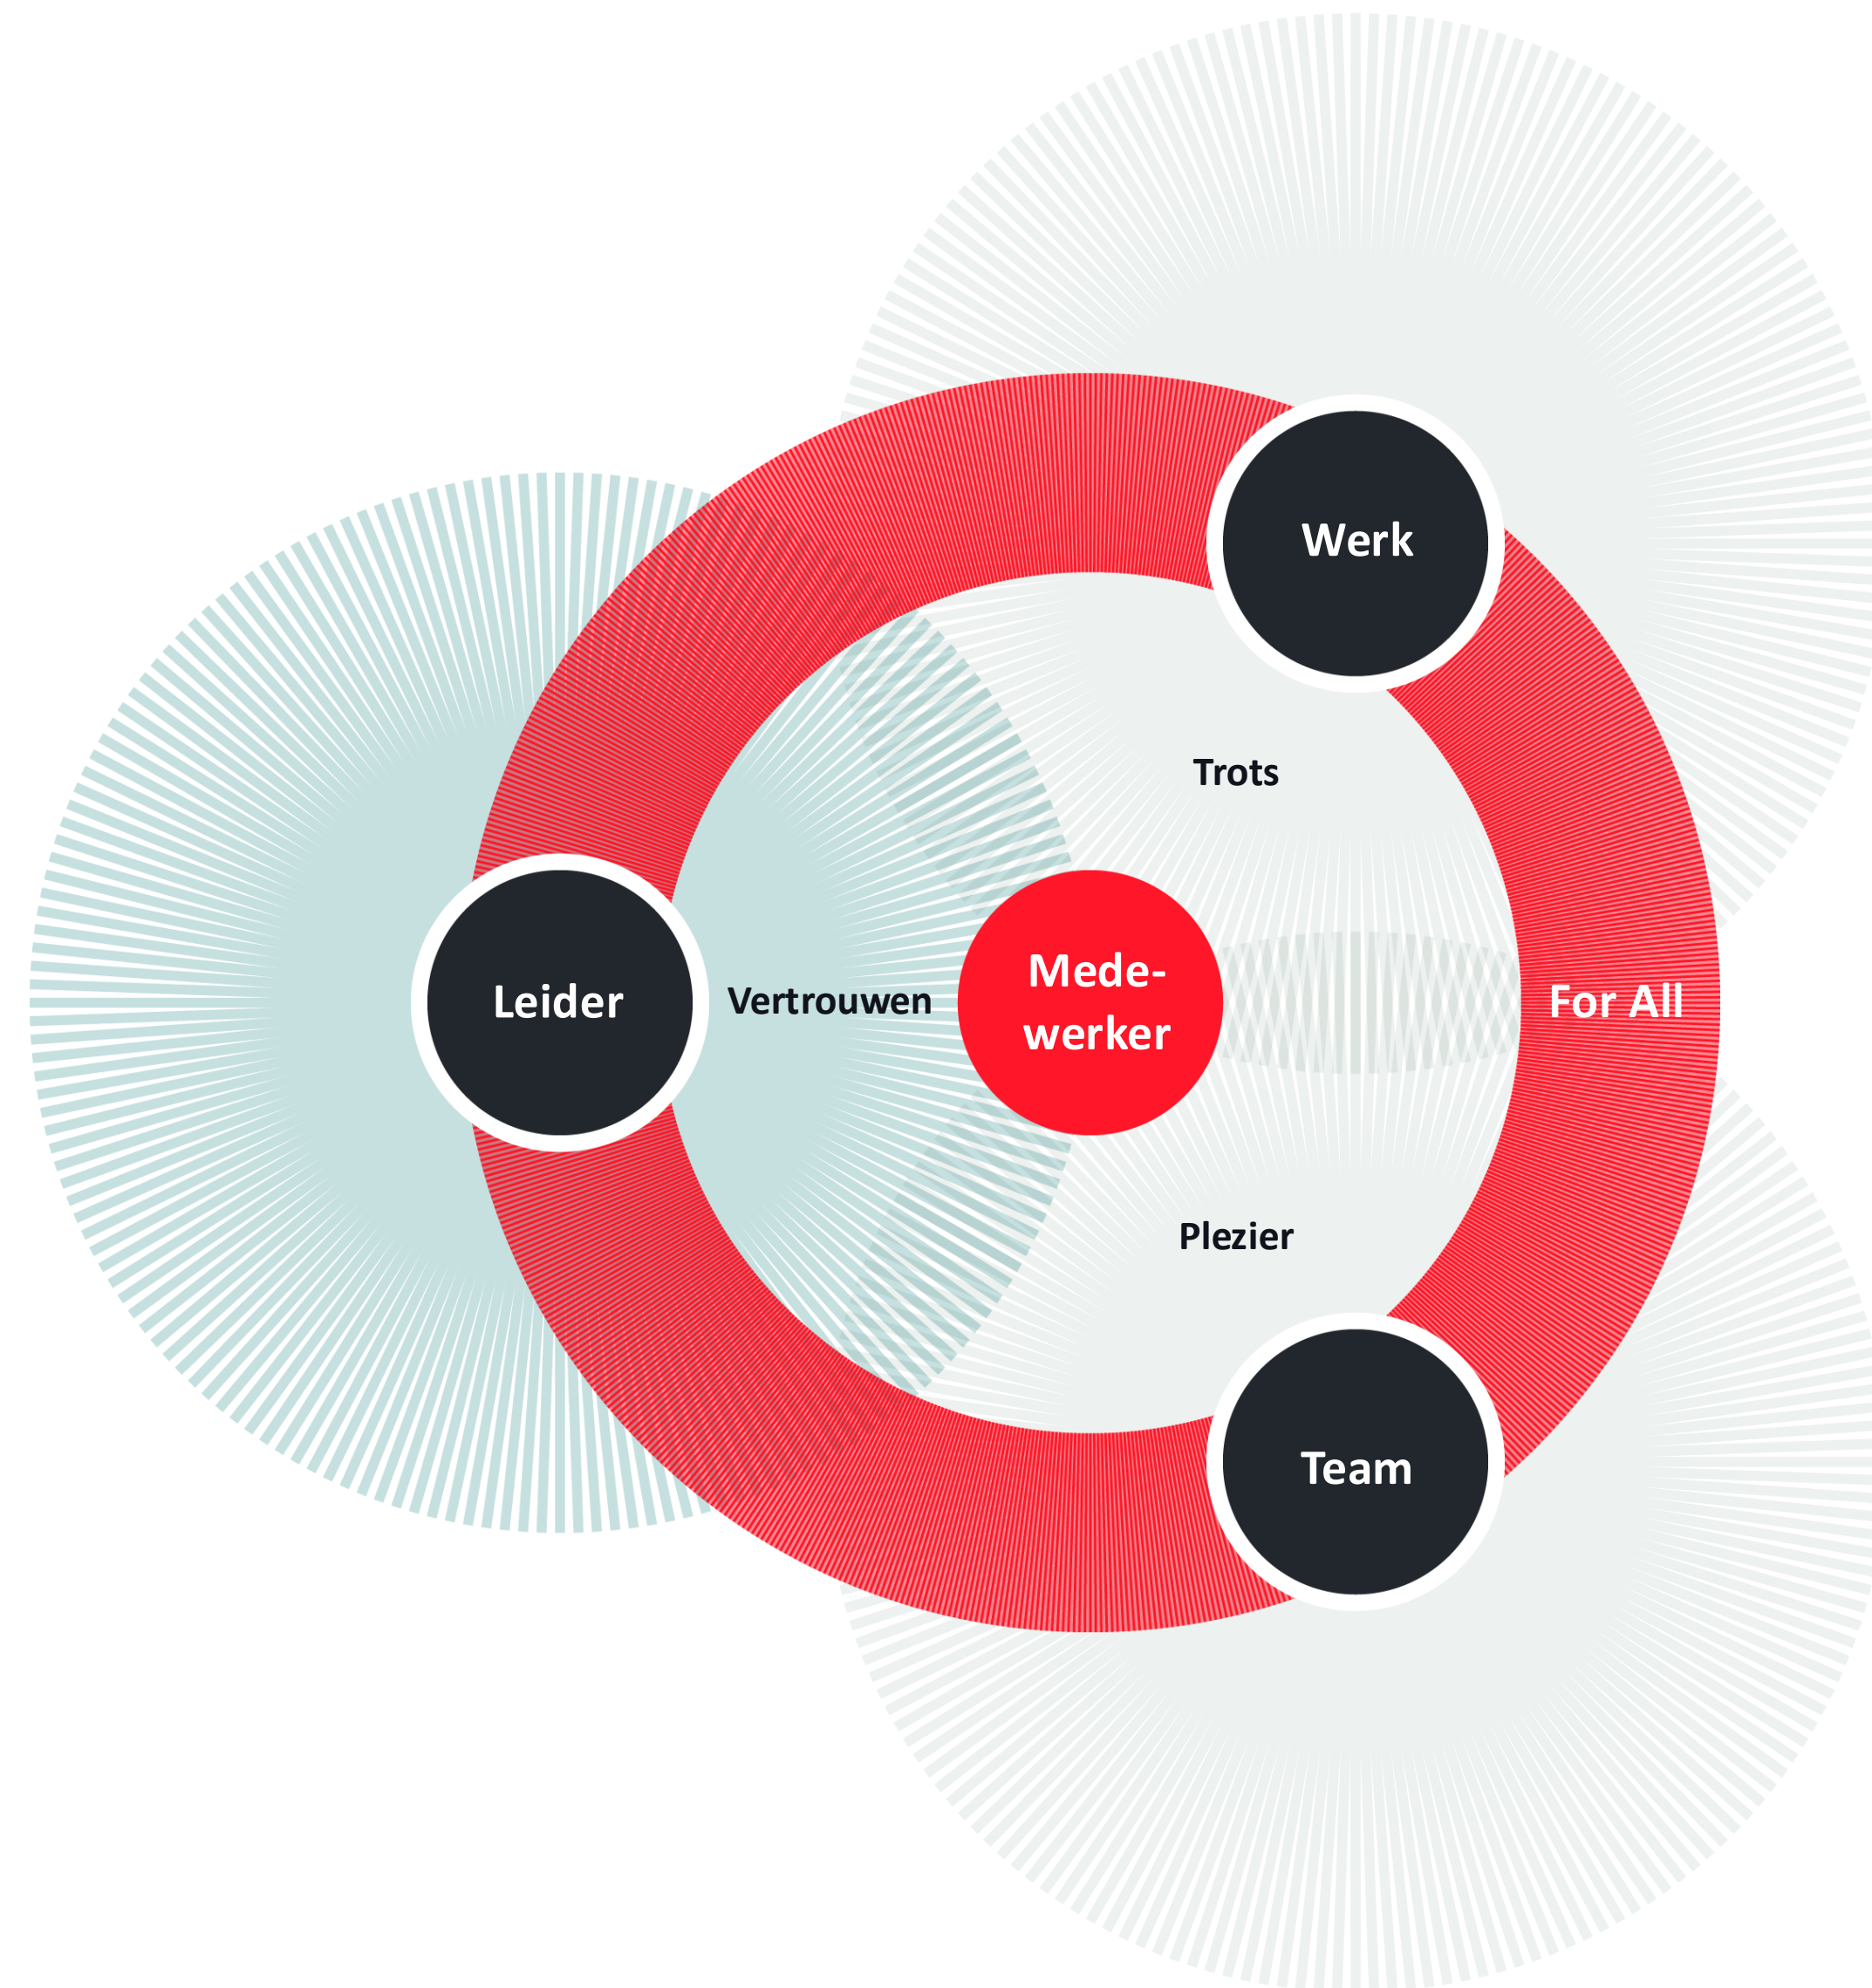 Werk
Trots
Leider
Vertrouwen
Mede-
werker
For All
Plezier
Team